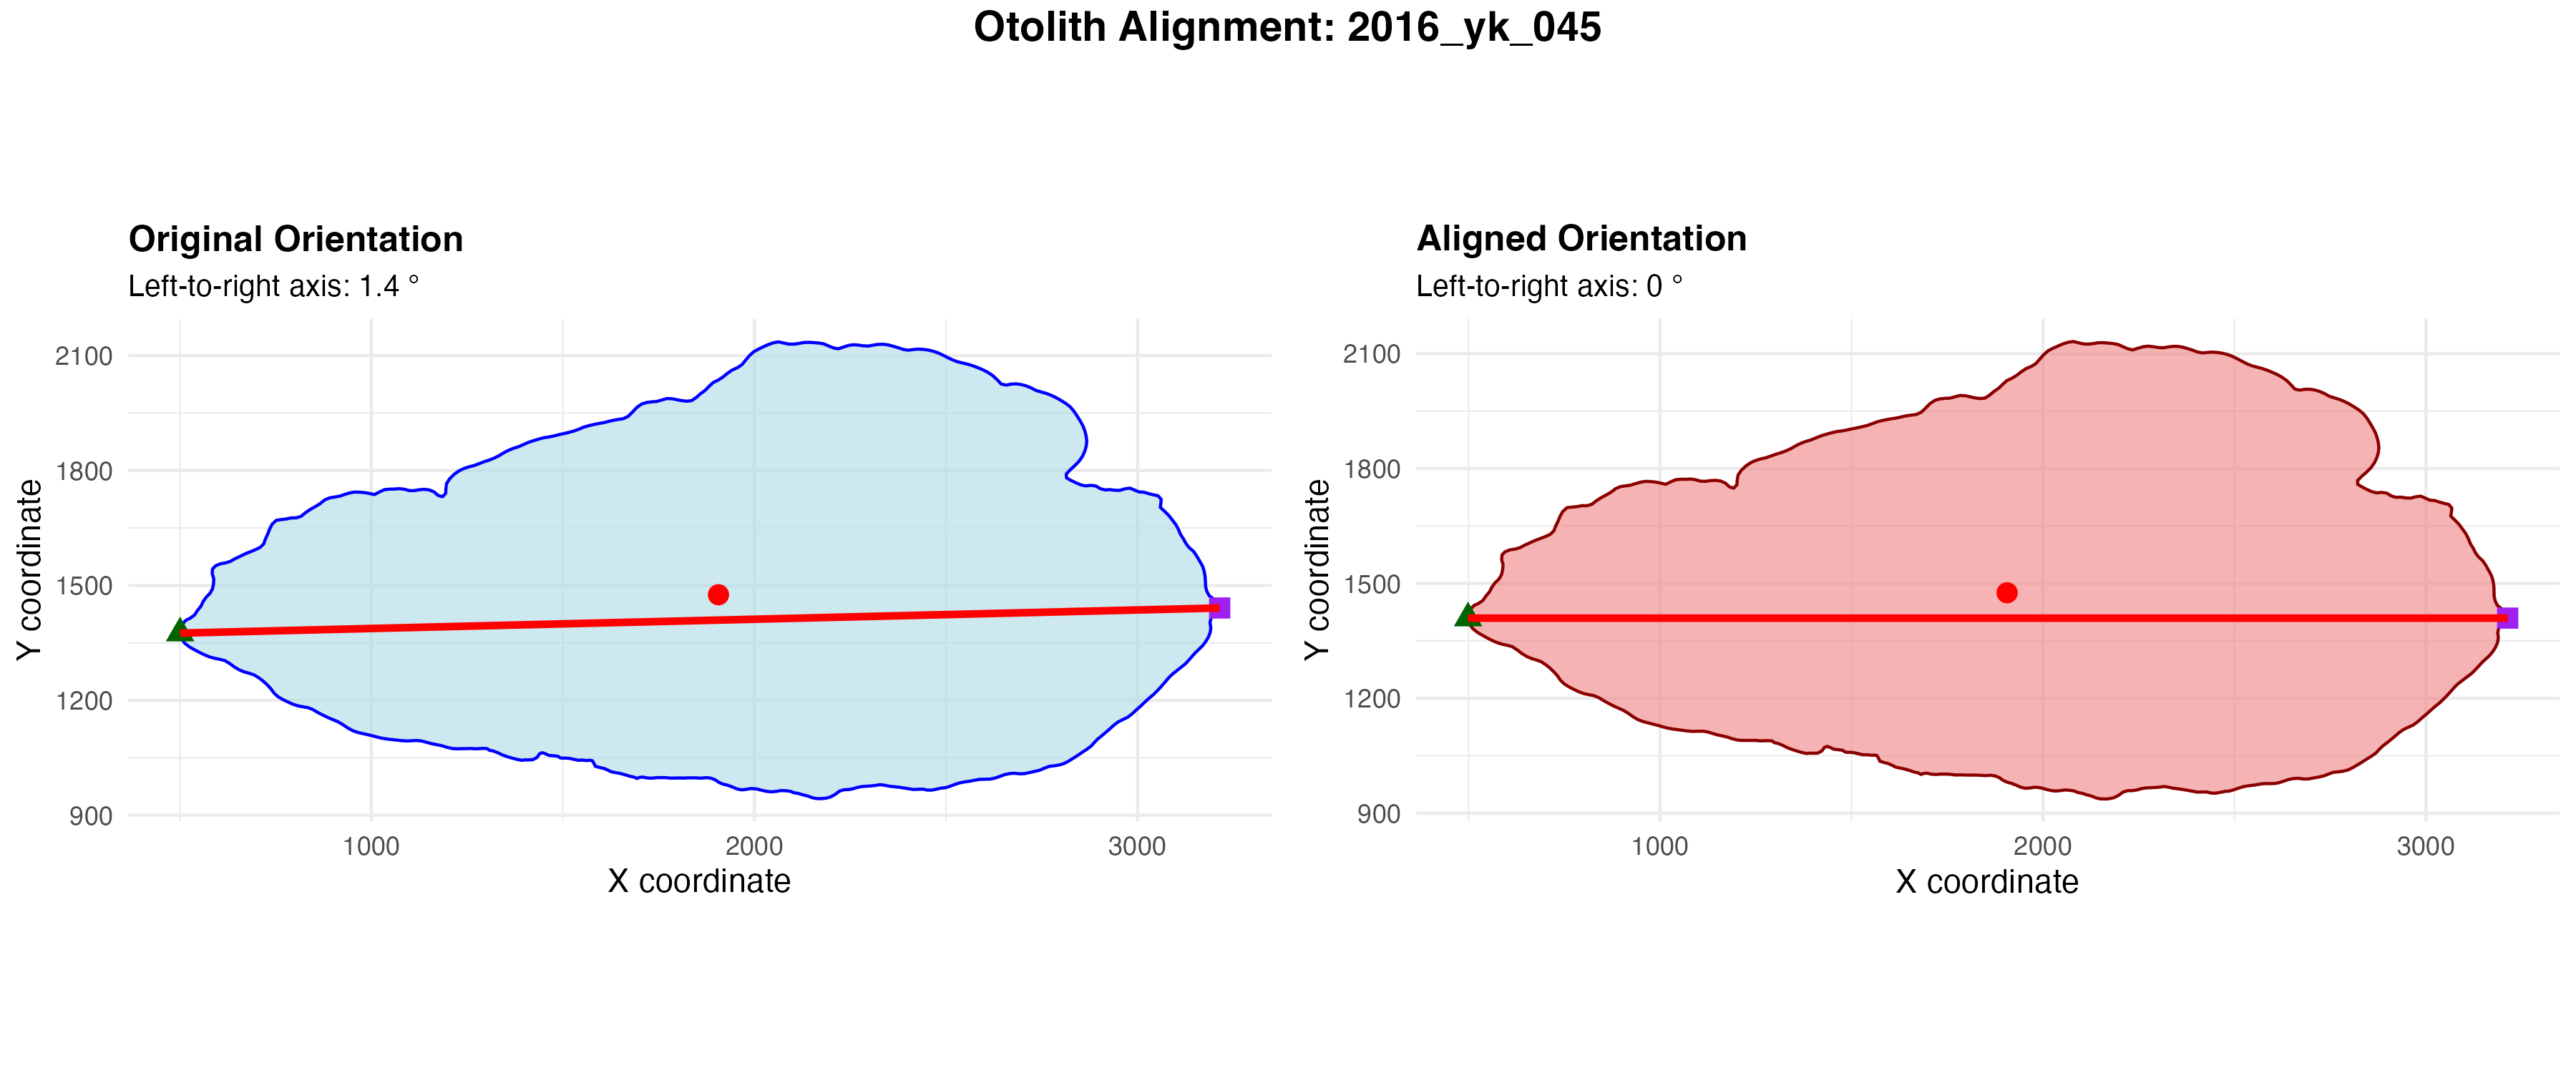 Otolith Alignment: 2016_yk_045
Original Orientation
Left-to-right axis: 1.4 °
2100
1800
1500
1200
900
Y coordinate
1000
2000
3000
X coordinate
Aligned Orientation
Left-to-right axis: 0 °
2100
1800
1500
1200
900
Y coordinate
1000
2000
3000
X coordinate